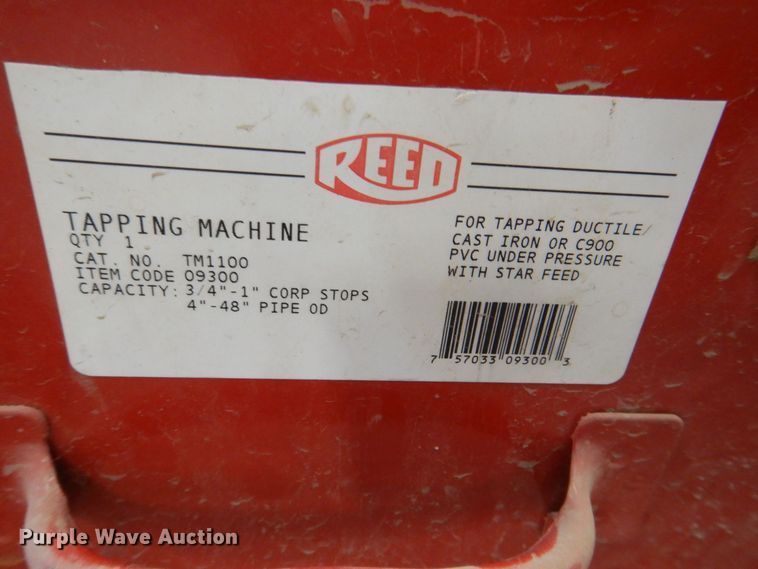 REED
TAPPING MACHINE
QTY 1
CAT. NO. TM1100
ITEM CODE 09300
CAPACITY: 3/4"-1" CORP STOPS
4"-48" PIPE OD
FOR TAPPING DUCTILE/
CAST IRON OR C900
PVC UNDER PRESSURE
WITH STAR FEED
7 57033 09300 3
Purple Wave Auction